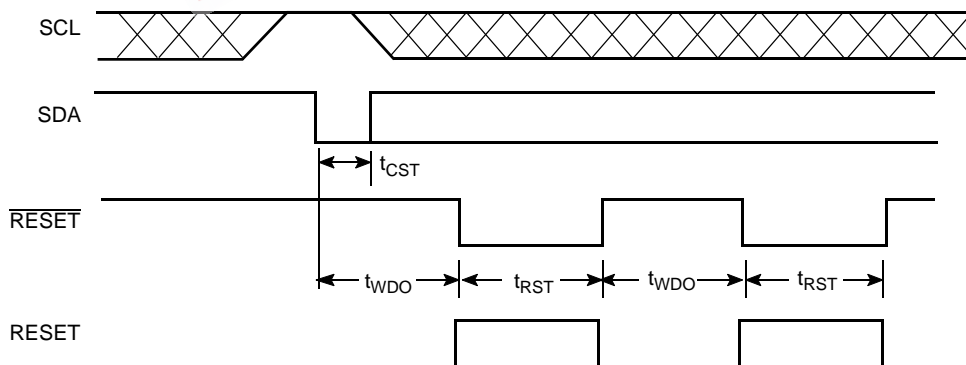 SCL
SDA
tCST
RESET
tWDO tRST tWDO tRST
RESET